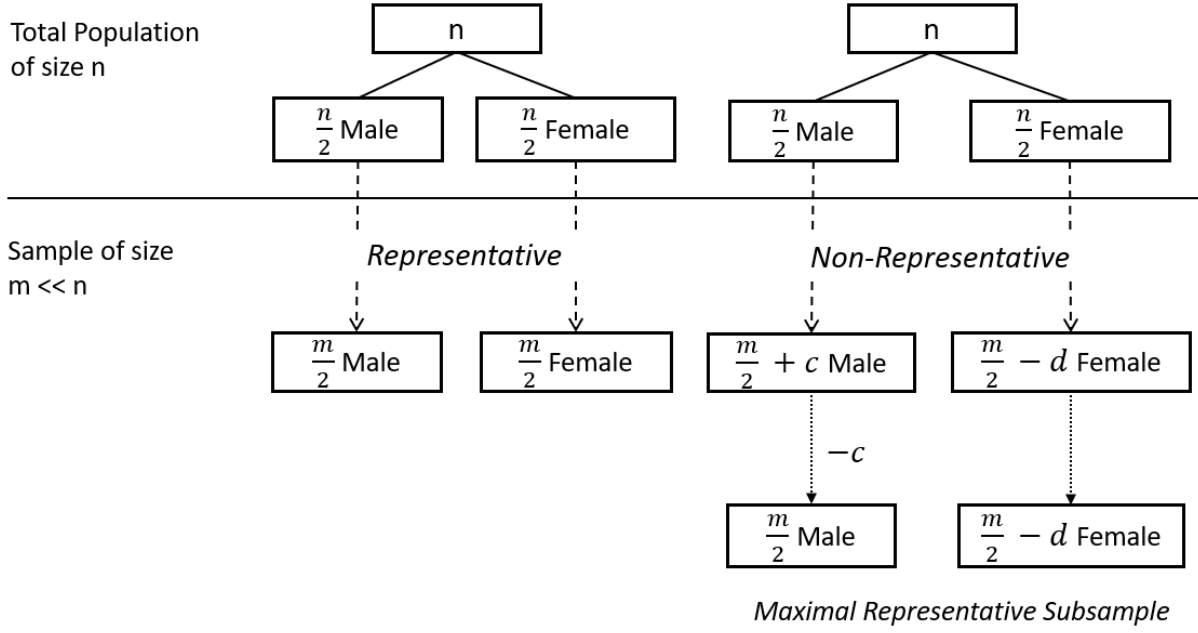 Total Population
of size n
n
n
n/2 Male
n/2 Female
n/2 Male
n/2 Female
Sample of size
m << n
Representative
Non-Representative
m/2 Male
m/2 Female
m/2 + c Male
m/2 − d Female
−c
m/2 Male
m/2 − d Female
Maximal Representative Subsample